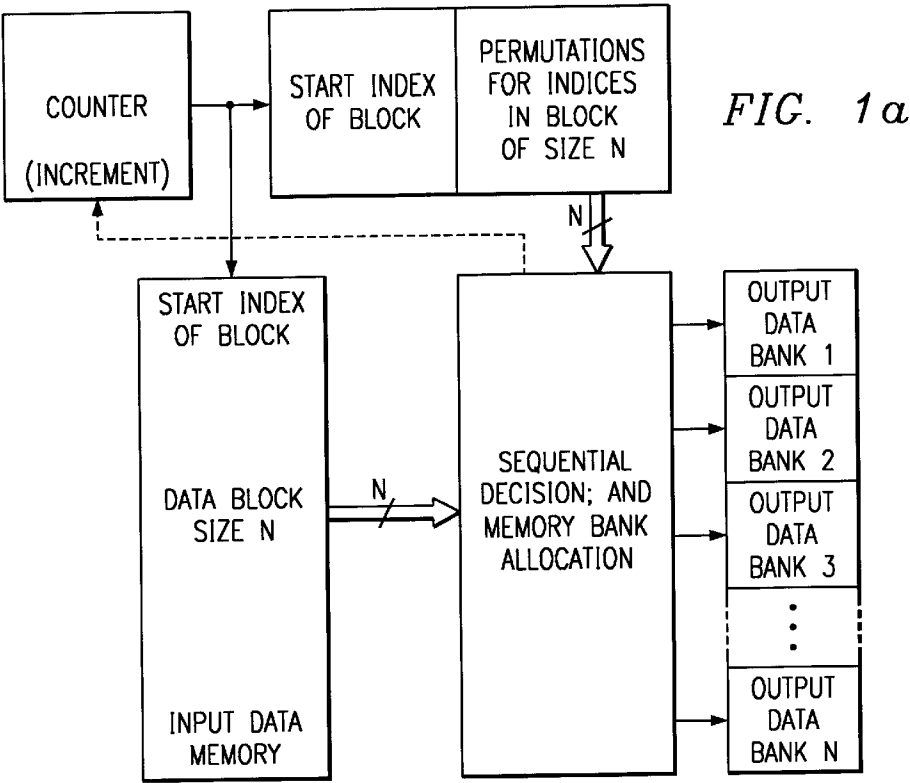 COUNTER
(INCREMENT)
START INDEX
OF BLOCK
PERMUTATIONS
FOR INDICES
IN BLOCK
OF SIZE N
FIG. 1a
N
START INDEX
OF BLOCK
DATA BLOCK
SIZE N
INPUT DATA
MEMORY
N
SEQUENTIAL
DECISION; AND
MEMORY BANK
ALLOCATION
OUTPUT
DATA
BANK 1
OUTPUT
DATA
BANK 2
OUTPUT
DATA
BANK 3
OUTPUT
DATA
BANK N